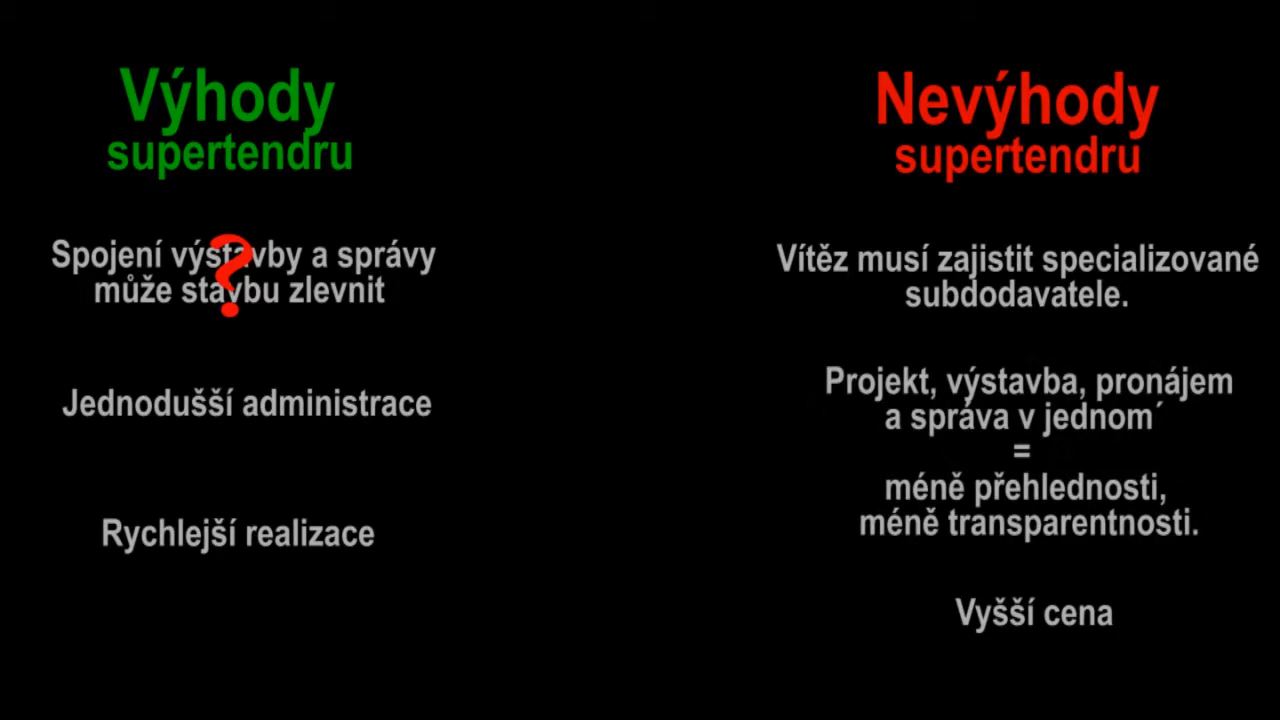 Výhody
supertendru
Spojení výstavby a správy
může stavbu zlevnit
?
Jednodušší administrace
Rychlejší realizace
Nevýhody
supertendru
Vítěz musí zajistit specializované
subdodavatele.
Projekt, výstavba, pronájem
a správa v jednom´
=
méně přehlednosti,
méně transparentnosti.
Vyšší cena